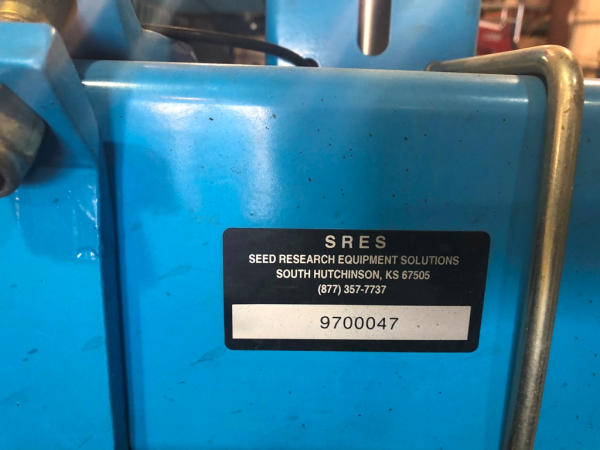 SRES
SEED RESEARCH EQUIPMENT SOLUTIONS
SOUTH HUTCHINSON, KS 67505
(877) 357-7737
9700047